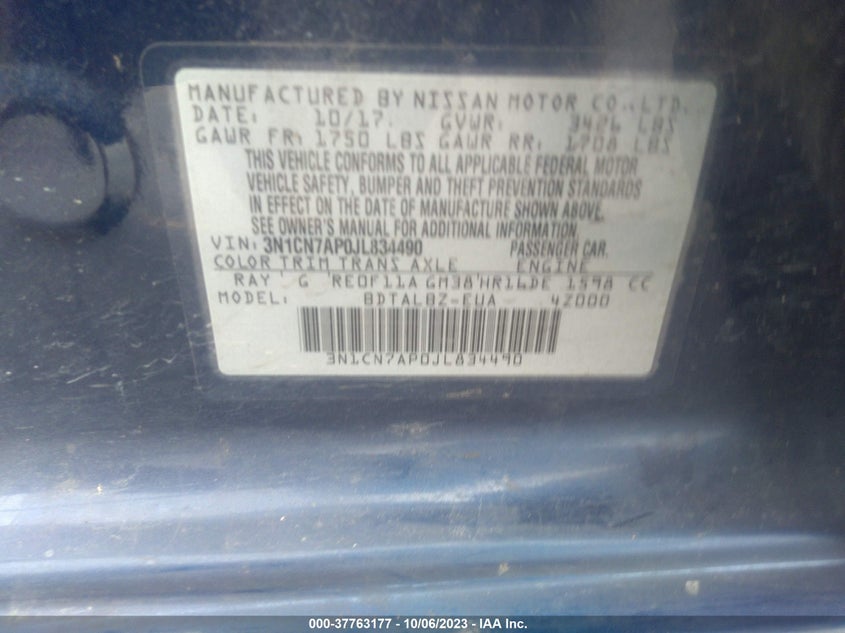 MANUFACTURED BY NISSAN MOTOR CO.,LTD.
DATE: 10/17 GVWR: 3426 LBS
GAWR FR: 1750 LBS GAWR RR: 1708 LBS
THIS VEHICLE CONFORMS TO ALL APPLICABLE FEDERAL MOTOR
VEHICLE SAFETY, BUMPER AND THEFT PREVENTION STANDARDS
IN EFFECT ON THE DATE OF MANUFACTURE SHOWN ABOVE.
SEE OWNER'S MANUAL FOR ADDITIONAL INFORMATION.
VIN: 3N1CN7AP0JL834490 PASSENGER CAR.
COLOR TRIM TRANS AXLE ENGINE
RAY G RE0F11A GM38 HR16DE 1598 CC
MODEL: BDTALBZ-EUA 4Z000
3N1CN7AP0JL834490
000-37763177 - 10/06/2023 - IAA Inc.